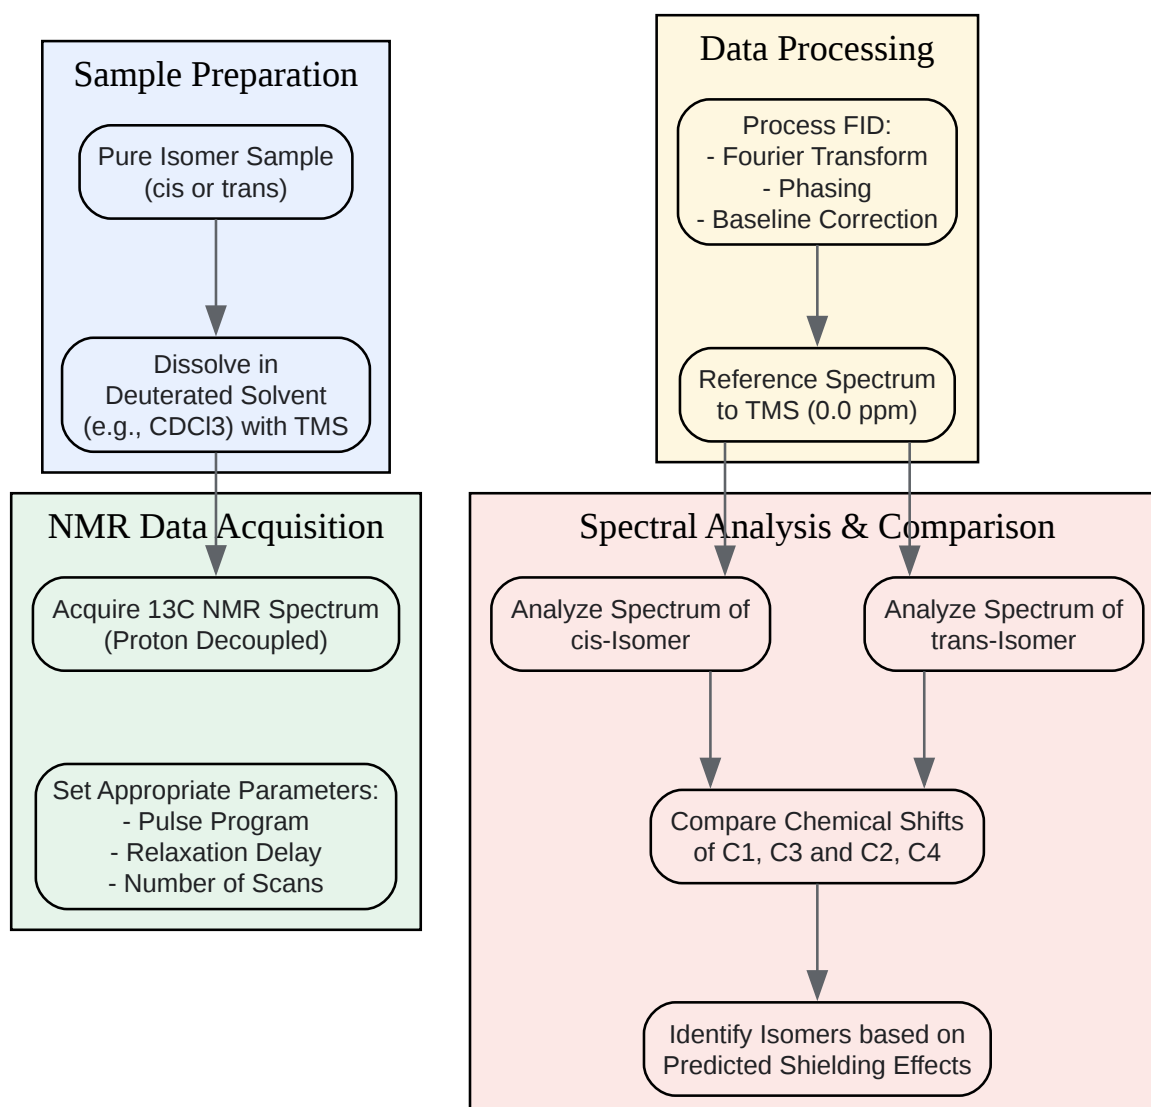 Sample Preparation
Pure Isomer Sample
(cis or trans)
Dissolve in
Deuterated Solvent
(e.g., CDCl3) with TMS
NMR Data Acquisition
Acquire 13C NMR Spectrum
(Proton Decoupled)
Set Appropriate Parameters:
- Pulse Program
- Relaxation Delay
- Number of Scans
Data Processing
Process FID:
- Fourier Transform
- Phasing
- Baseline Correction
Reference Spectrum
to TMS (0.0 ppm)
Spectral Analysis & Comparison
Analyze Spectrum of
cis-Isomer
Analyze Spectrum of
trans-Isomer
Compare Chemical Shifts
of C1, C3 and C2, C4
Identify Isomers based on
Predicted Shielding Effects